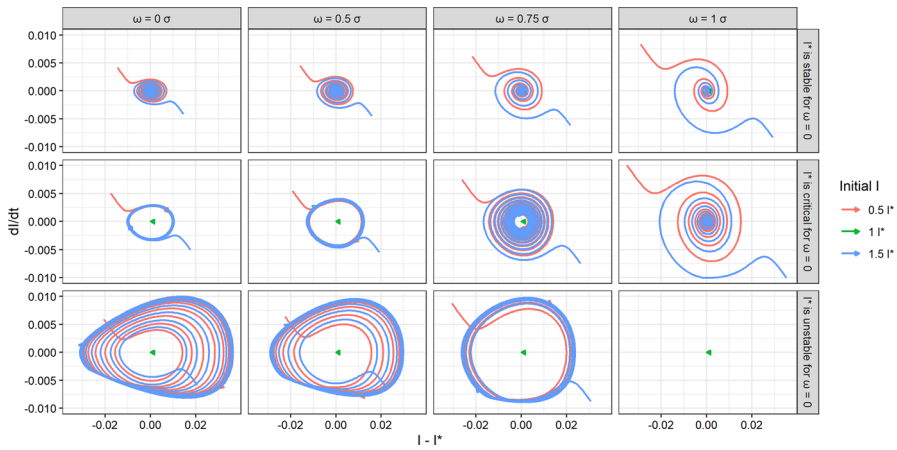 ω = 0 σ ω = 0.5 σ ω = 0.75 σ ω = 1 σ
0.010
0.005
0.000
-0.005
-0.010
I* is stable for ω = 0
0.010
0.005
0.000
-0.005
-0.010
I* is critical for ω = 0
0.010
0.005
0.000
-0.005
-0.010
I* is unstable for ω = 0
dI/dt
-0.02 0.00 0.02 -0.02 0.00 0.02 -0.02 0.00 0.02 -0.02 0.00 0.02
I - I*
Initial I
0.5 I*
1 I*
1.5 I*